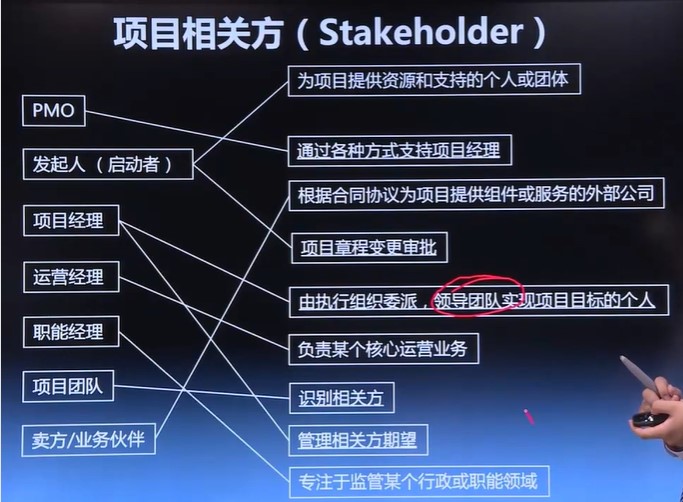 项目相关方（Stakeholder）
为项目提供资源和支持的个人或团体
PMO
通过各种方式支持项目经理
发起人（启动者）
根据合同协议为项目提供组件或服务的外部公司
项目经理
项目章程变更审批
运营经理
由执行组织委派，领导团队实现项目目标的个人
职能经理
负责某个核心运营业务
项目团队
识别相关方
卖方/业务伙伴
管理相关方期望
专注于监管某个行政或职能领域